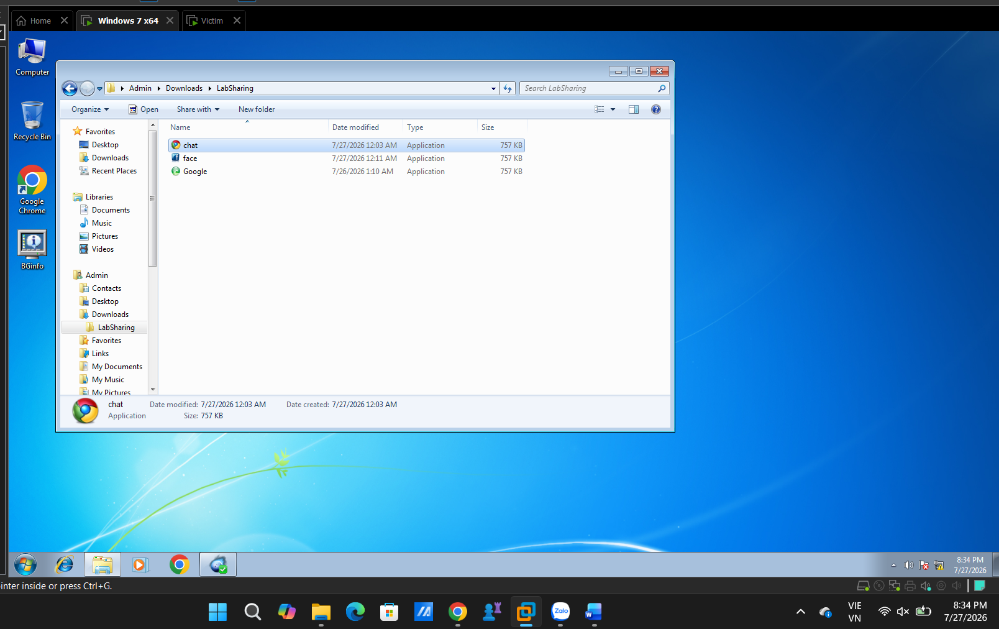 Home
Windows 7 x64
Victim
Computer
Recycle Bin
Google
Chrome
BGinfo
Admin
Downloads
LabSharing
Search LabSharing
Organize
Open
Share with
New folder
Name
Date modified
Type
Size
chat
7/27/2026 12:03 AM
Application
757 KB
face
7/27/2026 12:11 AM
Application
757 KB
Google
7/26/2026 1:10 AM
Application
757 KB
Favorites
Desktop
Downloads
Recent Places
Libraries
Documents
Music
Pictures
Videos
Admin
Contacts
Desktop
Downloads
LabSharing
Favorites
Links
My Documents
My Music
My Pictures
chat
Date modified: 7/27/2026 12:03 AM
Date created: 7/27/2026 12:03 AM
Application
Size: 757 KB
8:34 PM
7/27/2026
inter inside or press Ctrl+G.
Zalo
W
VIE
VN
8:34 PM
7/27/2026